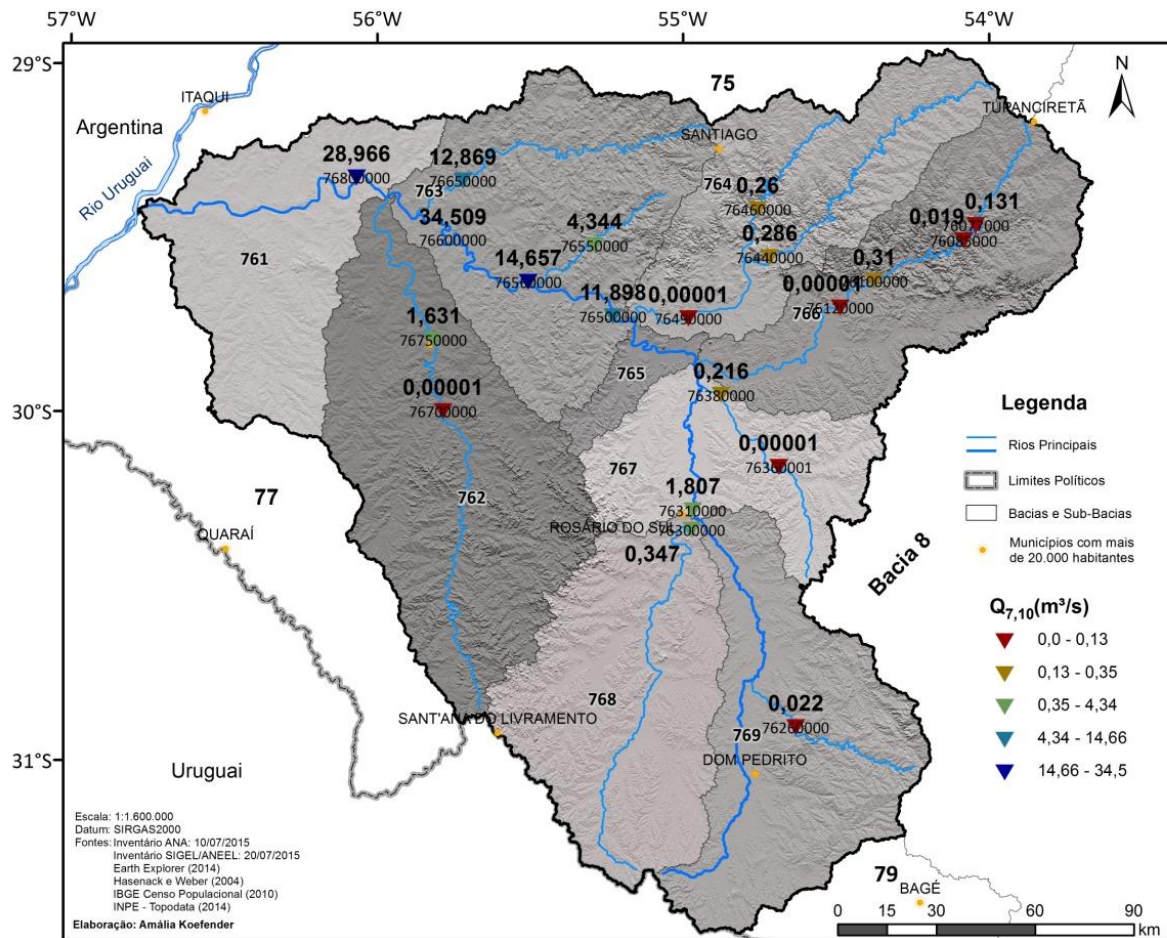 57°W
56°W
55°W
54°W
29°S
30°S
31°S
N
75
ITAQUI
Argentina
Rio Uruguai
TUPANCIRETÃ
SANTIAGO
28,966
76800000
12,869
76650000
763
764
0,26
76460000
0,131
0,019
34,509
76600000
4,344
76550000
0,286
76440000
0,31
76100000
761
14,657
76560000
11,898
76500000
0,00001
0,00001
76120000
766
1,631
76750000
765
0,216
76380000
0,00001
76700000
0,00001
767
1,807
76310000
ROSÁRIO DO SUL
76300000
0,347
77
762
QUARAÍ
Bacia 8
768
0,022
769
SANT'ANA DO LIVRAMENTO
DOM PEDRITO
Uruguai
79
BAGÉ
Legenda
Rios Principais
Limites Políticos
Bacias e Sub-Bacias
Municípios com mais
de 20.000 habitantes
Q7,10(m³/s)
0,0 - 0,13
0,13 - 0,35
0,35 - 4,34
4,34 - 14,66
14,66 - 34,5
Escala: 1:1.600.000
Datum: SIRGAS2000
Fontes: Inventário ANA: 10/07/2015
Inventário SIGEL/ANEEL: 20/07/2015
Earth Explorer (2014)
Hasenack e Weber (2004)
IBGE Censo Populacional (2010)
INPE - Topodata (2014)
Elaboração: Amália Koefender
0 15 30 60 90
km